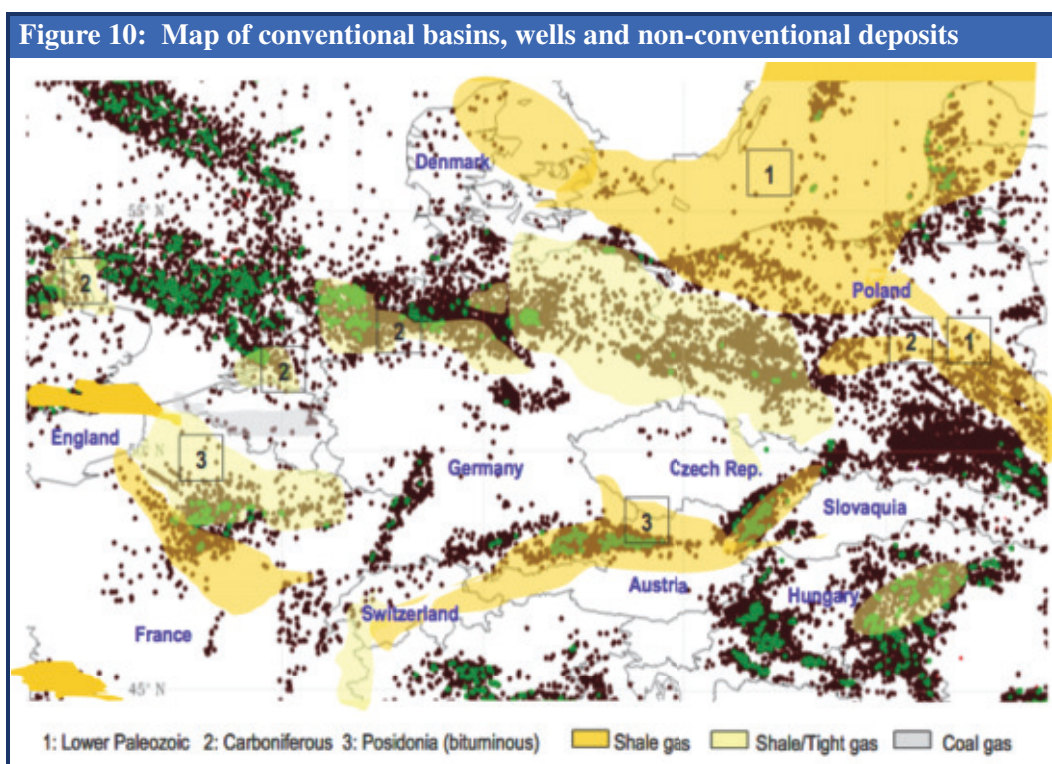 Figure 10: Map of conventional basins, wells and non-conventional deposits
Denmark
1
55° N
2
Poland
2
2
1
2
England
3
Germany
Czech Rep.
Slovaquia
3
Austria
Hungary
Switzerland
France
45° N
1: Lower Paleozoic 2: Carboniferous 3: Posidonia (bituminous) Shale gas Shale/Tight gas Coal gas